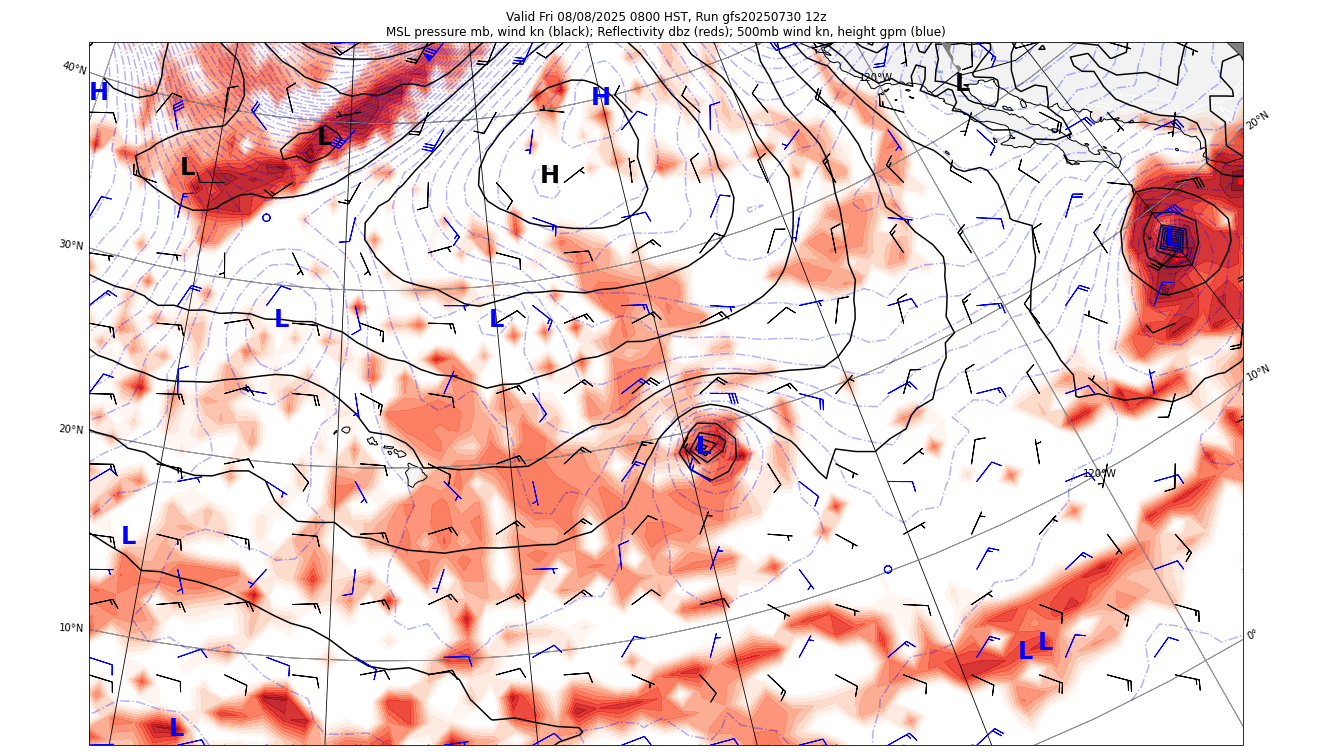 Valid Fri 08/08/2025 0800 HST, Run gfs20250730 12z
MSL pressure mb, wind kn (black); Reflectivity dbz (reds); 500mb wind kn, height gpm (blue)
40°N
H
H
120°W
L
20°N
L
L
H
30°N
L
L
L
10°N
20°N
L
120°W
L
10°N
0°
L
L
L